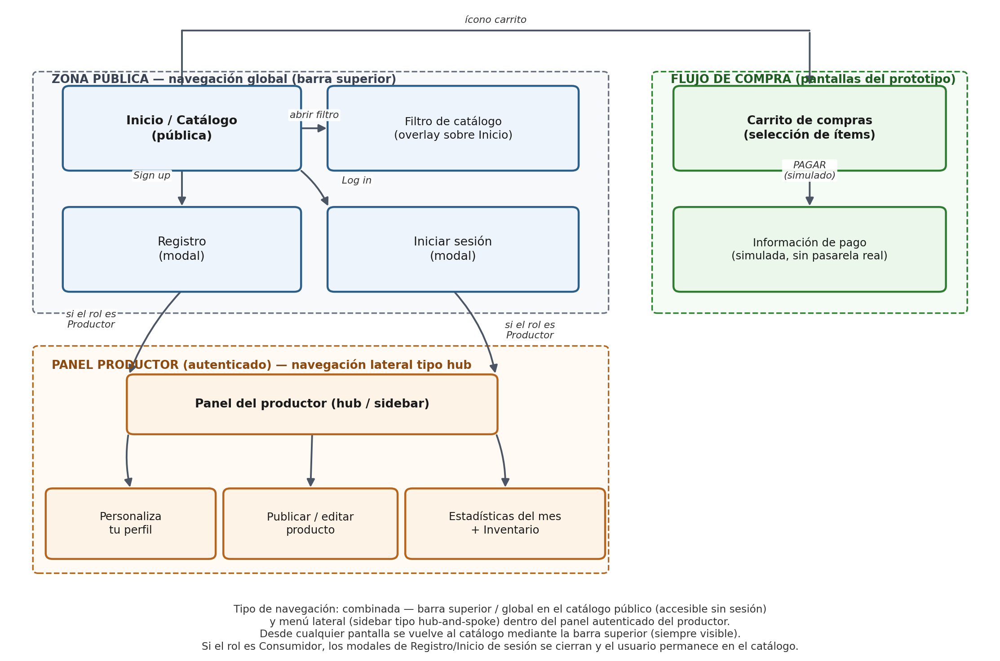 ícono carrito
ZONA PÚBLICA — navegación global (barra superior)
Inicio / Catálogo
(pública)
abrir filtro
Filtro de catálogo
(overlay sobre Inicio)
Sign up
Log in
Registro
(modal)
Iniciar sesión
(modal)
FLUJO DE COMPRA (pantallas del prototipo)
Carrito de compras
(selección de ítems)
PAGAR
(simulado)
Información de pago
(simulada, sin pasarela real)
si el rol es
Productor
si el rol es
Productor
PANEL PRODUCTOR (autenticado) — navegación lateral tipo hub
Panel del productor (hub / sidebar)
Personaliza
tu perfil
Publicar / editar
producto
Estadísticas del mes
+ Inventario
Tipo de navegación: combinada — barra superior / global en el catálogo público (accesible sin sesión)
y menú lateral (sidebar tipo hub-and-spoke) dentro del panel autenticado del productor.
Desde cualquier pantalla se vuelve al catálogo mediante la barra superior (siempre visible).
Si el rol es Consumidor, los modales de Registro/Inicio de sesión se cierran y el usuario permanece en el catálogo.